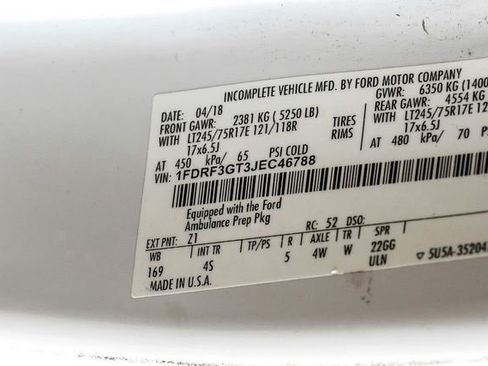 INCOMPLETE VEHICLE MFD. BY FORD MOTOR COMPANY
DATE: 04/18 GVWR: 6350 KG (1400
FRONT GAWR: 2381 KG ( 5250 LB) REAR GAWR: 4554 KG
WITH LT245/75R17E 121/118R TIRES WITH LT245/75R17E
17x6.5J RIMS 17x6.5J
AT 450 kPa/ 65 PSI COLD AT 480 kPa/ 70 PS
VIN: 1FDRF3GT3JEC46788
Equipped with the Ford
Ambulance Prep Pkg
EXT PNT: Z1 RC: 52 DSO:
WB INT TR TP/PS R AXLE TR SPR
169 4S 5 4W W 22GG
ULN 5U5A-35204
MADE IN U.S.A.